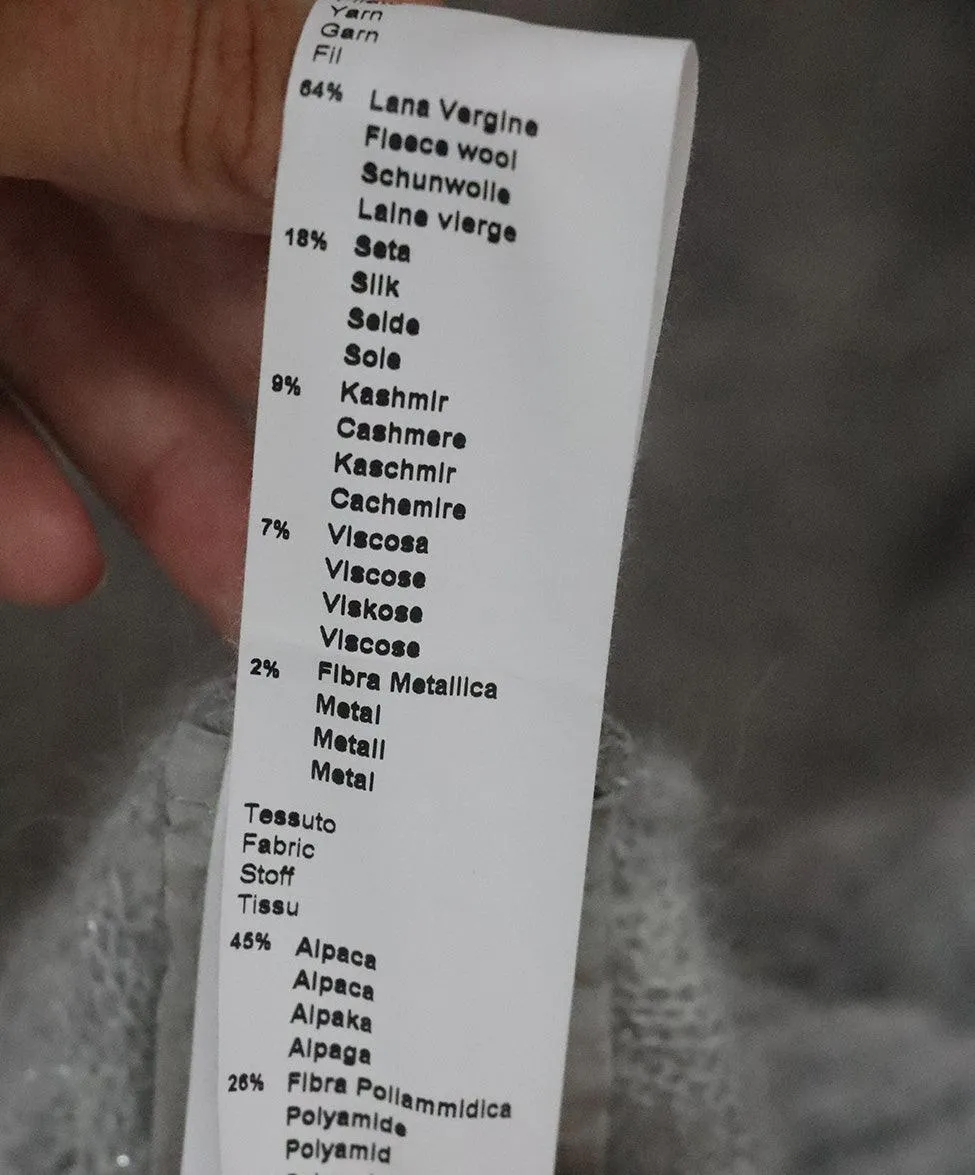 Yarn
Garn
Fil
64% Lana Vergine
Fleece wool
Schunwolle
Laine vierge
18% Seta
Silk
Seide
Soie
9% Kashmir
Cashmere
Kaschmir
Cachemire
7% Viscosa
Viscose
Viskose
Viscose
2% Fibra Metallica
Metal
Metall
Metal
Tessuto
Fabric
Stoff
Tissu
45% Alpaca
Alpaca
Alpaka
Alpaga
26% Fibra Poliammidica
Polyamide
Polyamid